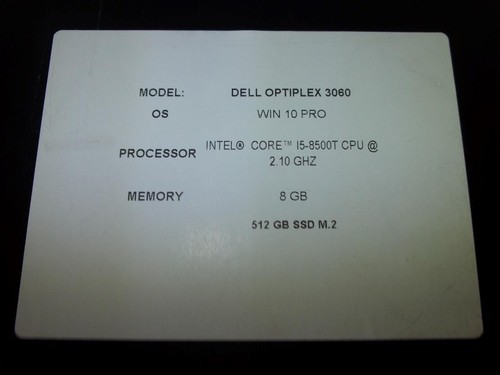 MODEL: DELL OPTIPLEX 3060
OS WIN 10 PRO
PROCESSOR INTEL® CORE™ I5-8500T CPU @
2.10 GHZ
MEMORY 8 GB
512 GB SSD M.2